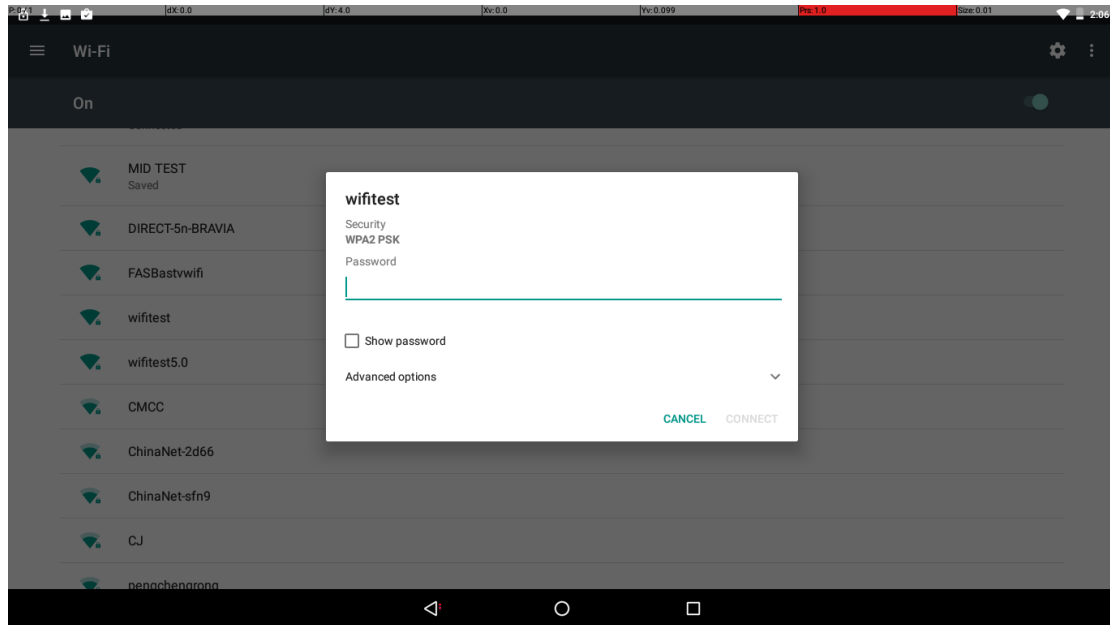 dX:0.0 dY:4.0 Xv:0.0 Yv:0.099 Prs:1.0 Size:0.01 2:06
Wi-Fi
On
MID TEST
Saved
DIRECT-5n-BRAVIA
FASBastvwifi
wifitest
wifitest5.0
CMCC
ChinaNet-2d66
ChinaNet-sfn9
CJ
pengchengrong
wifitest
Security
WPA2 PSK
Password
Show password
Advanced options
CANCEL CONNECT